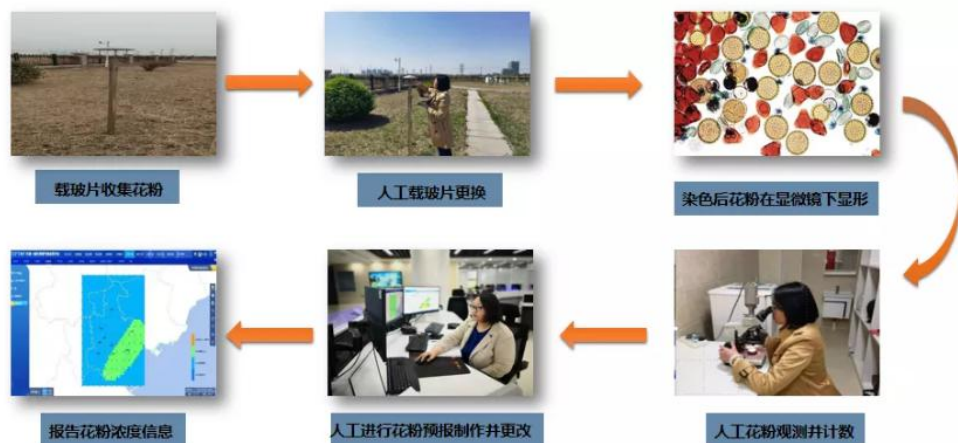 载玻片收集花粉
人工载玻片更换
染色后花粉在显微镜下显形
人工花粉观测并计数
人工进行花粉预报制作并更改
报告花粉浓度信息